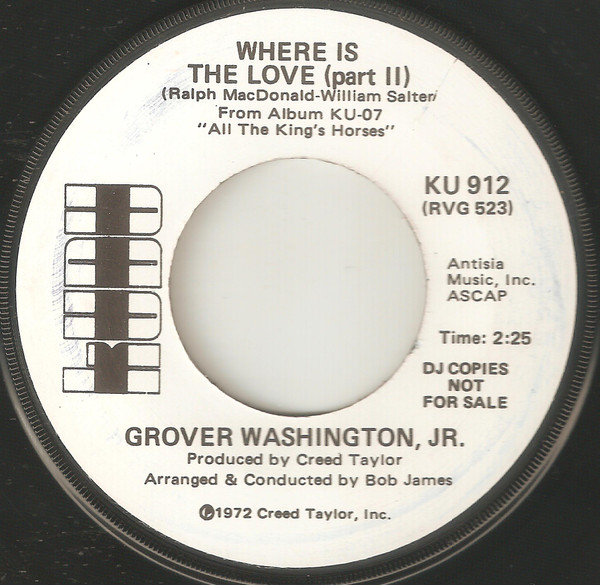 WHERE IS
THE LOVE (part II)
(Ralph MacDonald-William Salter
From Album KU-07
"All The King's Horses"
KU 912
(RVG 523)
KUDU
Antisia
Music, Inc.
ASCAP
Time: 2:25
DJ COPIES
NOT
FOR SALE
GROVER WASHINGTON, JR.
Produced by Creed Taylor
Arranged & Conducted by Bob James
℗1972 Creed Taylor, Inc.